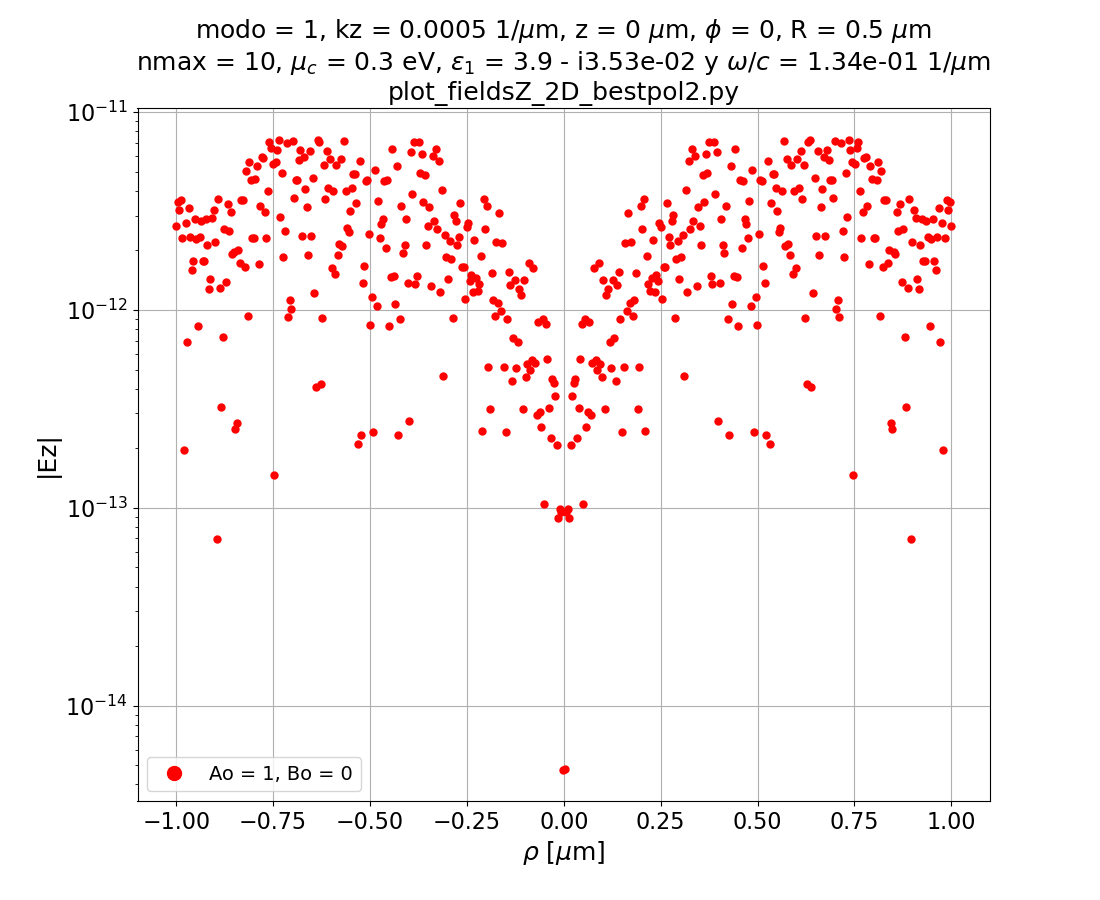 modo = 1, kz = 0.0005 1/μm, z = 0 μm, ϕ = 0, R = 0.5 μm
nmax = 10, μ_c = 0.3 eV, ε₁ = 3.9 - i3.53e-02 y ω/c = 1.34e-01 1/μm
plot_fieldsZ_2D_bestpol2.py
10⁻¹¹
10⁻¹²
10⁻¹³
10⁻¹⁴
|Ez|
Ao = 1, Bo = 0
−1.00 −0.75 −0.50 −0.25 0.00 0.25 0.50 0.75 1.00
ρ [μm]